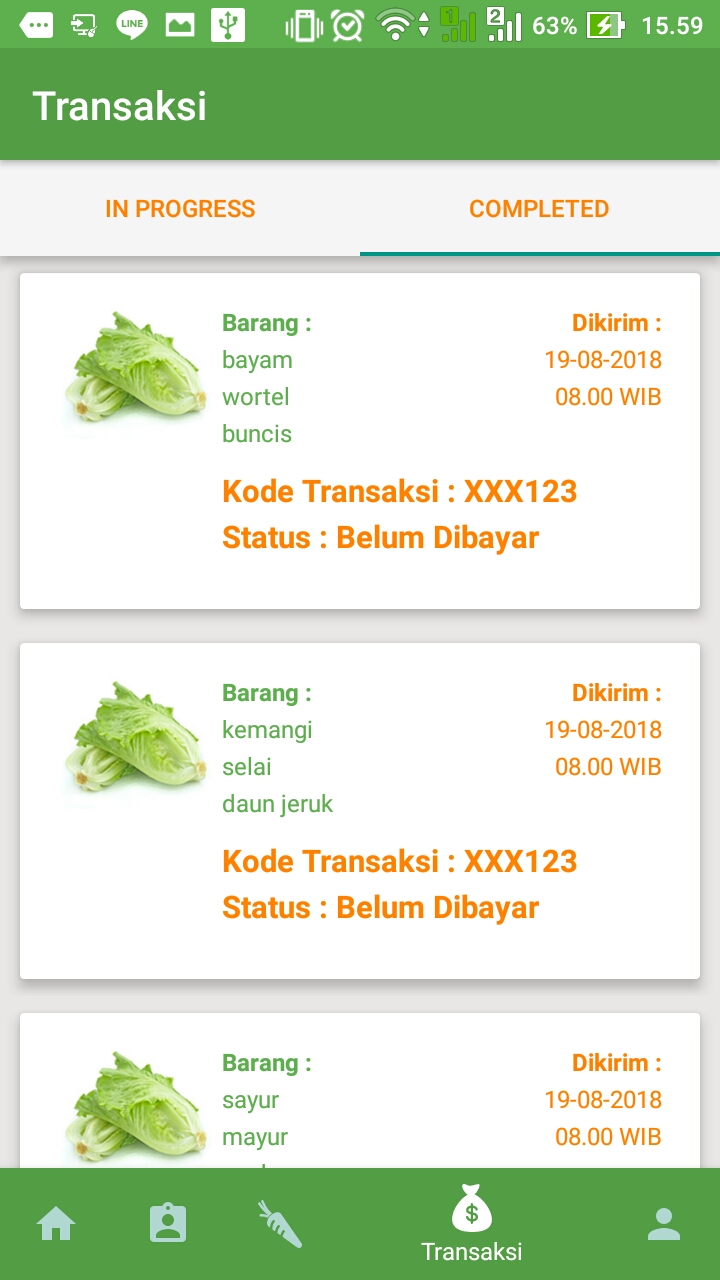 LINE
1
2
63%
15.59
Transaksi
IN PROGRESS
COMPLETED
Barang :
Dikirim :
bayam
19-08-2018
wortel
08.00 WIB
buncis
Kode Transaksi : XXX123
Status : Belum Dibayar
Barang :
Dikirim :
kemangi
19-08-2018
selai
08.00 WIB
daun jeruk
Kode Transaksi : XXX123
Status : Belum Dibayar
Barang :
Dikirim :
sayur
19-08-2018
mayur
08.00 WIB
$
Transaksi